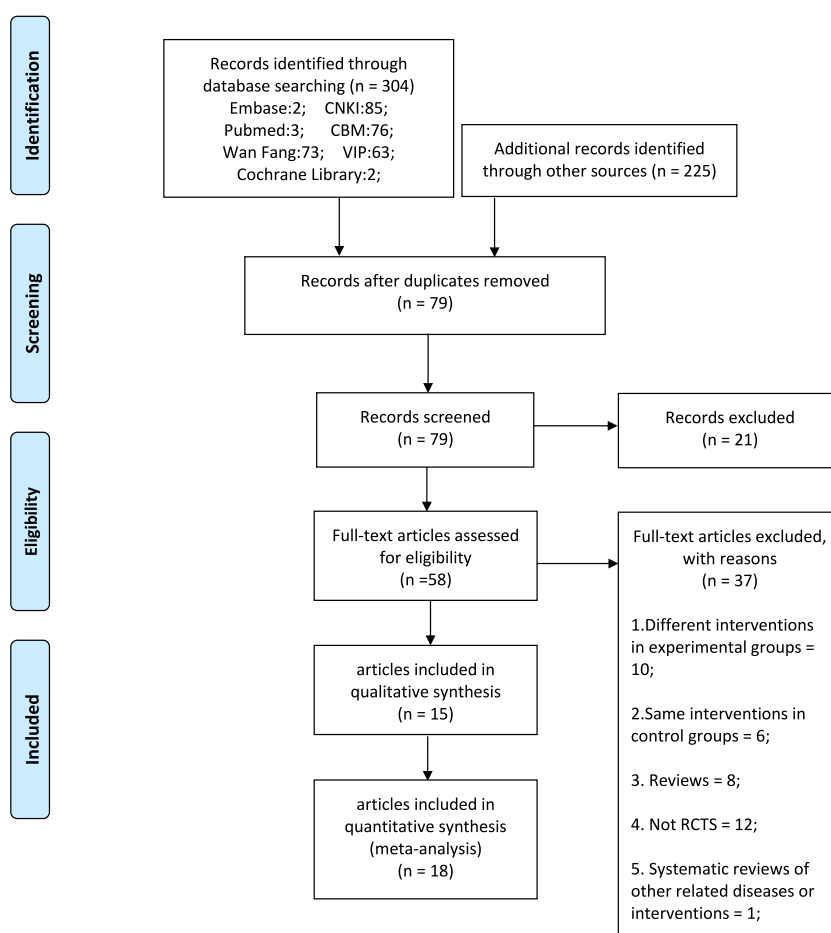 Identification
Records identified through
database searching (n = 304)
Embase:2; CNKI:85;
Pubmed:3; CBM:76;
Wan Fang:73; VIP:63;
Cochrane Library:2;
Additional records identified
through other sources (n = 225)
Screening
Records after duplicates removed
(n = 79)
Records screened
(n = 79)
Records excluded
(n = 21)
Eligibility
Full-text articles assessed
for eligibility
(n =58)
Full-text articles excluded,
with reasons
(n = 37)
1.Different interventions
in experimental groups =
10;
2.Same interventions in
control groups = 6;
3. Reviews = 8;
4. Not RCTS = 12;
5. Systematic reviews of
other related diseases or
interventions = 1;
Included
articles included in
qualitative synthesis
(n = 15)
articles included in
quantitative synthesis
(meta-analysis)
(n = 18)